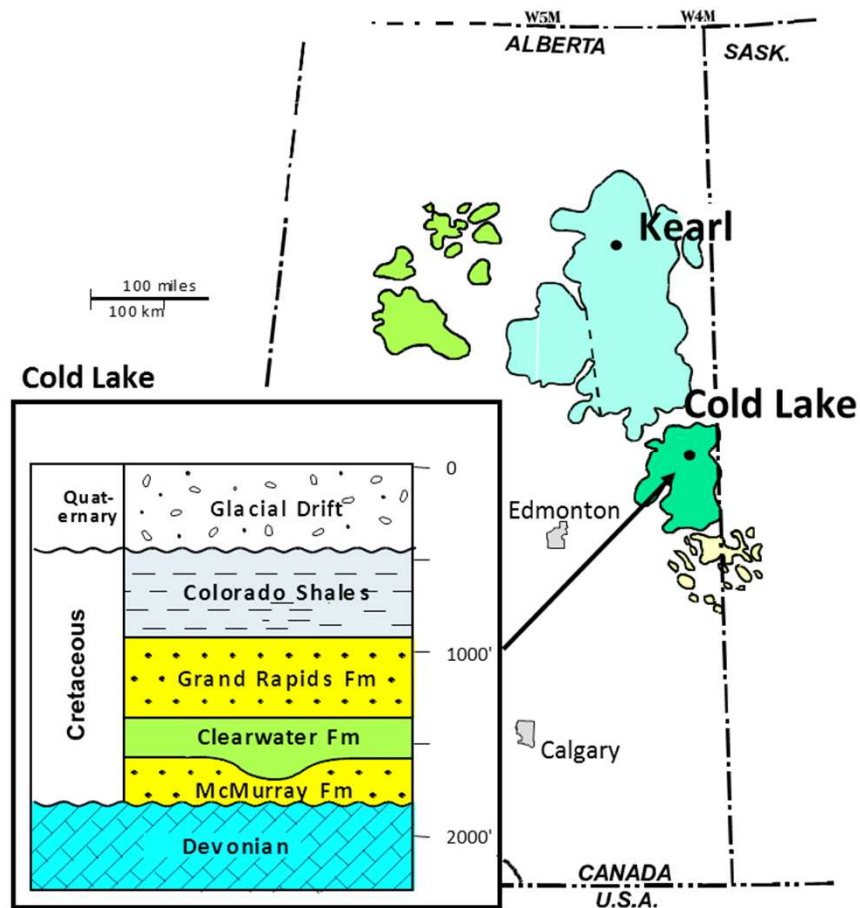 W5M
W4M
ALBERTA
SASK.
Kearl
100 miles
100 km
Cold Lake
Cold Lake
Edmonton
Calgary
0
Quat-
ernary
Glacial Drift
Colorado Shales
1000'
Cretaceous
Grand Rapids Fm
Clearwater Fm
McMurray Fm
2000'
Devonian
CANADA
U.S.A.